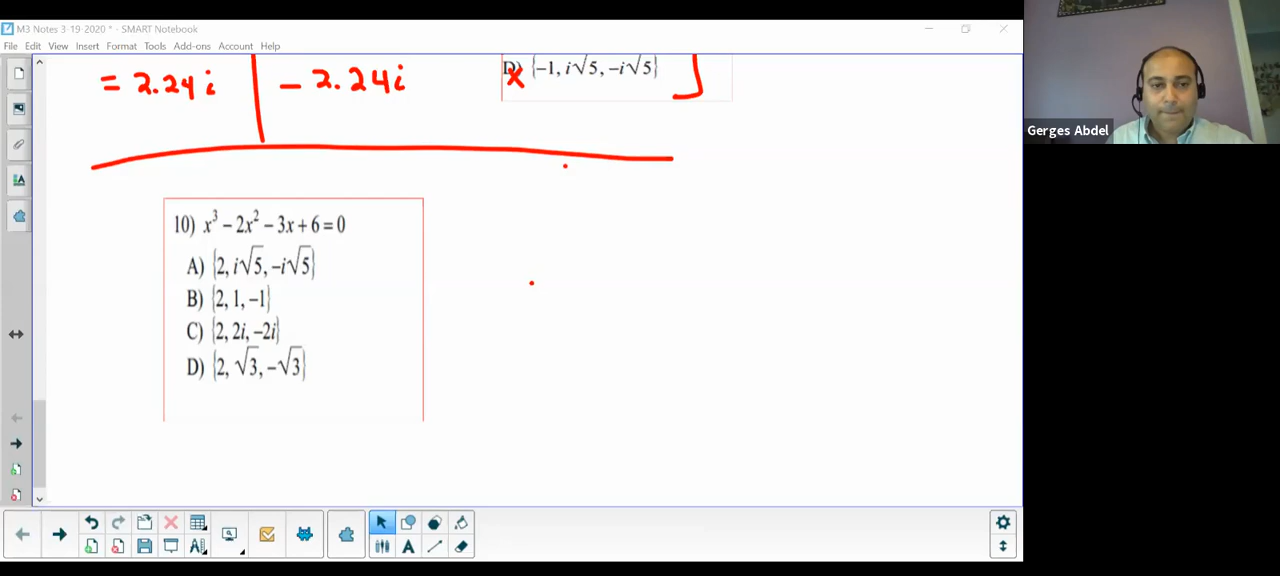 M3 Notes 3-19-2020 * - SMART Notebook
File Edit View Insert Format Tools Add-ons Account Help
= 2.24i - 2.24i
D) {−1, i√5, −i√5}
x
Gerges Abdel
10) x³ − 2x² − 3x + 6 = 0
A) {2, i√5, −i√5}
B) {2, 1, −1}
C) {2, 2i, −2i}
D) {2, √3, −√3}